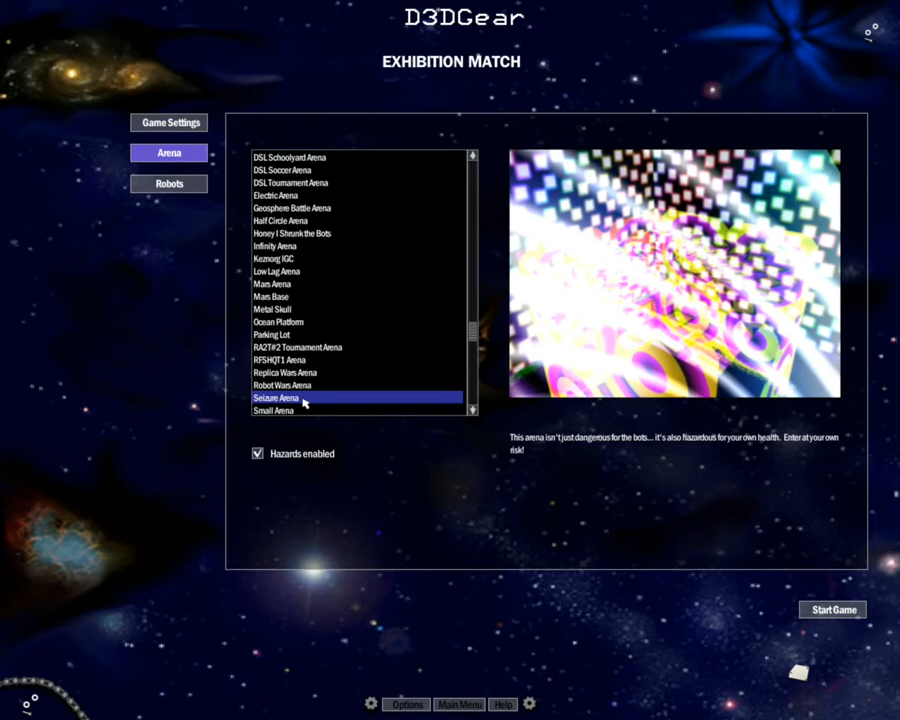 D3DGear
EXHIBITION MATCH
Game Settings
Arena
Robots
DSL Schoolyard Arena
DSL Soccer Arena
DSL Tournament Arena
Electric Arena
Geosphere Battle Arena
Half Circle Arena
Honey I Shrunk the Bots
Infinity Arena
Keznorg IGC
Low Lag Arena
Mars Arena
Mars Base
Metal Skull
Ocean Platform
Parking Lot
RA2T#2 Tournament Arena
RFSHQT1 Arena
Replica Wars Arena
Robot Wars Arena
Seizure Arena
Small Arena
Hazards enabled
This arena isn't just dangerous for the bots... it's also hazardous for your own health. Enter at your own
risk!
Start Game
Options
Main Menu
Help